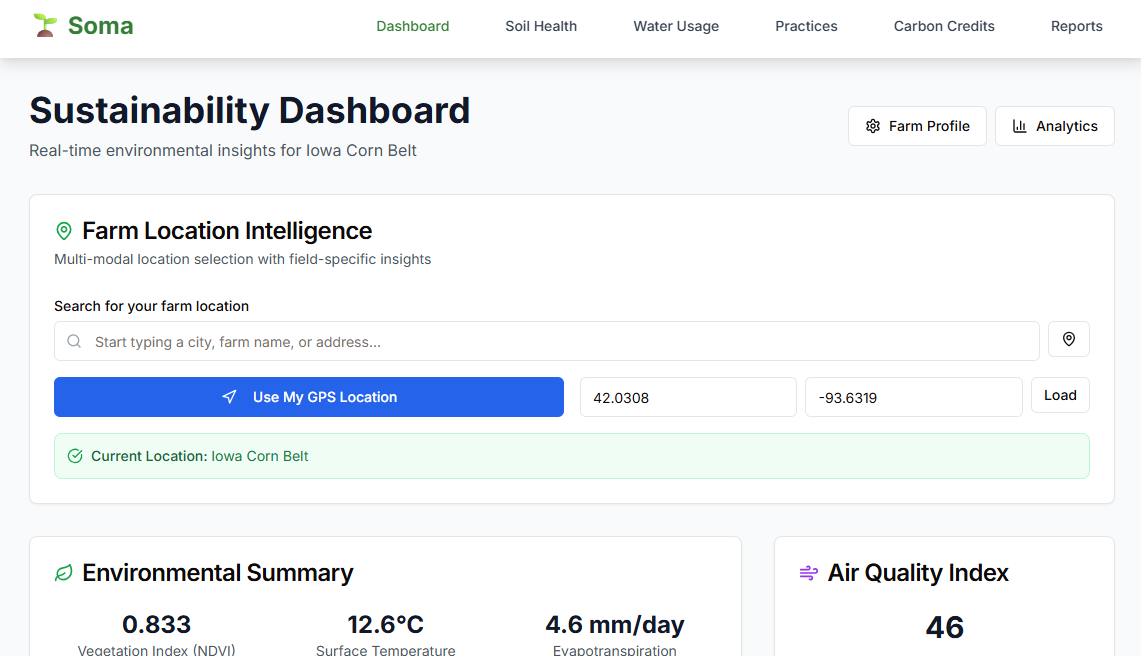 Soma
Dashboard
Soil Health
Water Usage
Practices
Carbon Credits
Reports
Sustainability Dashboard
Real-time environmental insights for Iowa Corn Belt
Farm Profile
Analytics
Farm Location Intelligence
Multi-modal location selection with field-specific insights
Search for your farm location
Start typing a city, farm name, or address...
Use My GPS Location
42.0308
-93.6319
Load
Current Location: Iowa Corn Belt
Environmental Summary
0.833
12.6°C
4.6 mm/day
Vegetation Index (NDVI)
Surface Temperature
Evapotranspiration
Air Quality Index
46